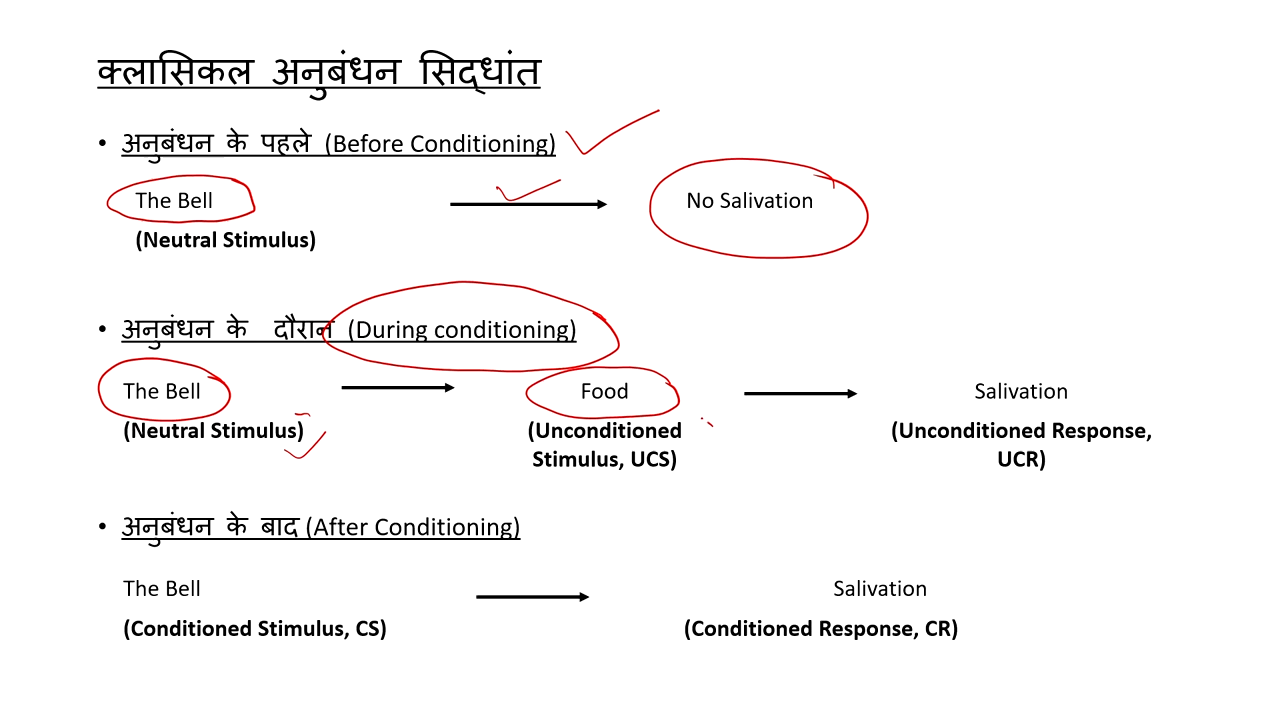 क्लासिकल अनुबंधन सिद्धांत
• अनुबंधन के पहले (Before Conditioning)
The Bell No Salivation
(Neutral Stimulus)
• अनुबंधन के दौरान (During conditioning)
The Bell Food Salivation
(Neutral Stimulus) (Unconditioned (Unconditioned Response,
Stimulus, UCS) UCR)
• अनुबंधन के बाद (After Conditioning)
The Bell Salivation
(Conditioned Stimulus, CS) (Conditioned Response, CR)